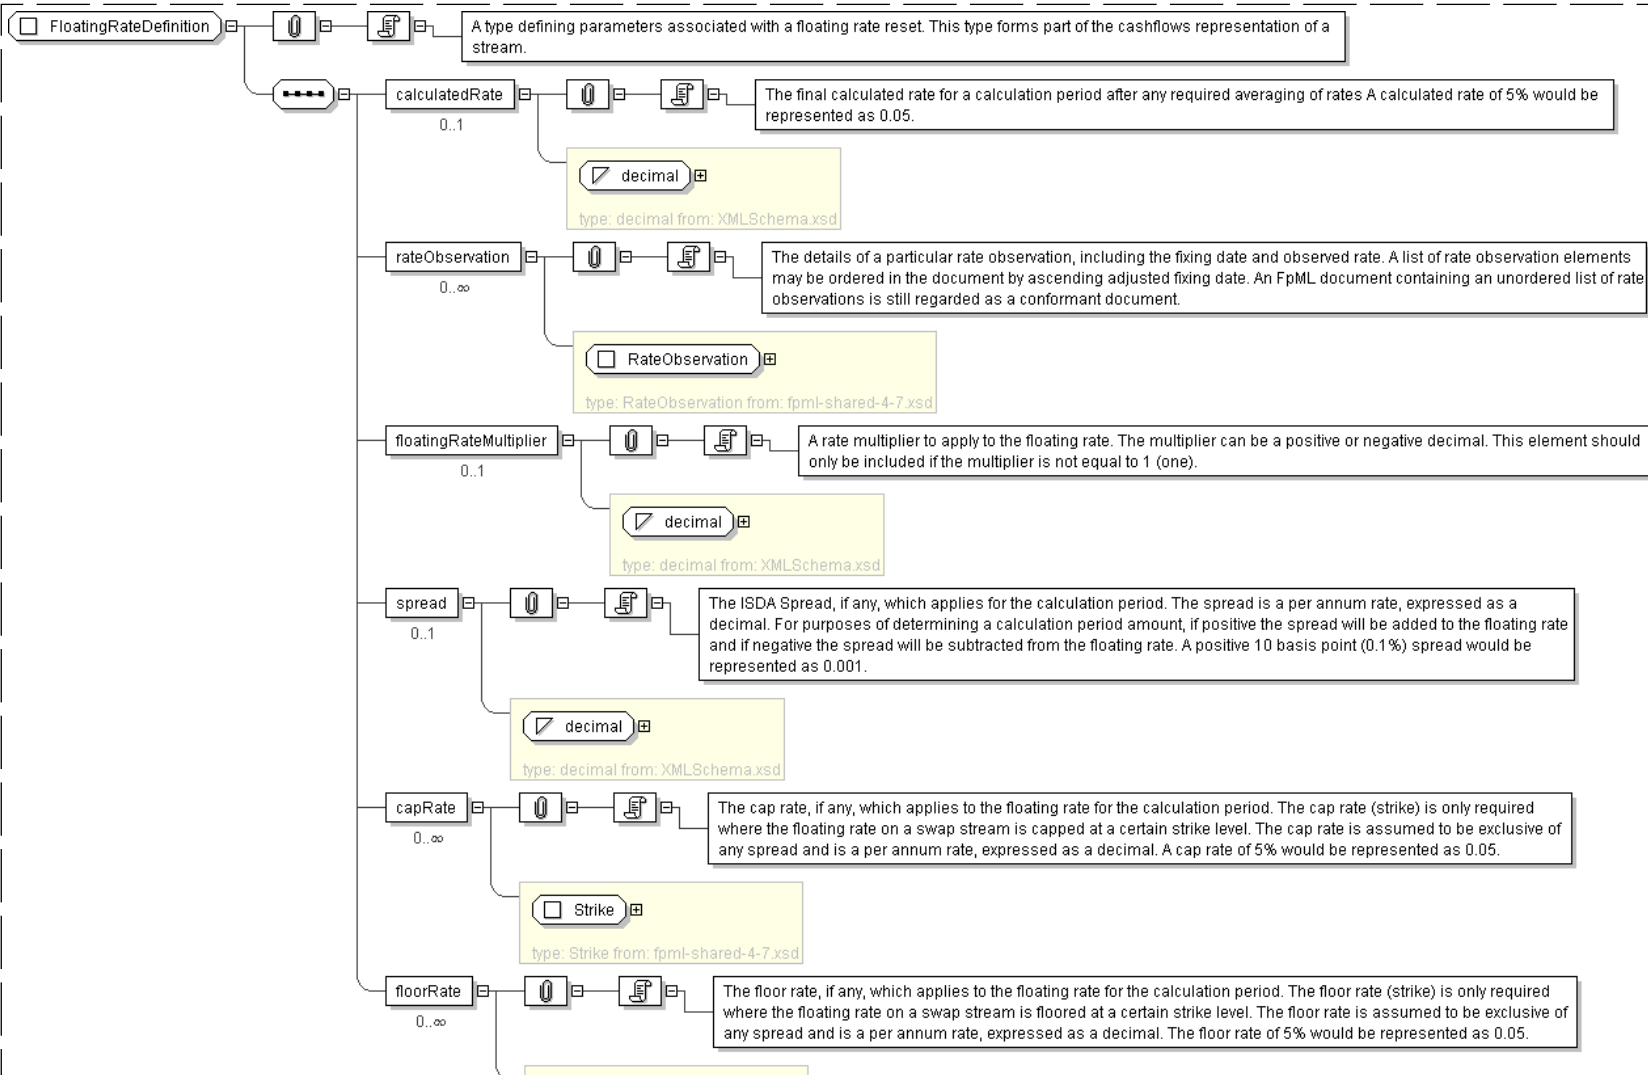 FloatingRateDefinition
A type defining parameters associated with a floating rate reset. This type forms part of the cashflows representation of a
stream.
calculatedRate
0..1
The final calculated rate for a calculation period after any required averaging of rates A calculated rate of 5% would be
represented as 0.05.
decimal
type: decimal from: XMLSchema.xsd
rateObservation
0..∞
The details of a particular rate observation, including the fixing date and observed rate. A list of rate observation elements
may be ordered in the document by ascending adjusted fixing date. An FpML document containing an unordered list of rate
observations is still regarded as a conformant document.
RateObservation
type: RateObservation from: fpml-shared-4-7.xsd
floatingRateMultiplier
0..1
A rate multiplier to apply to the floating rate. The multiplier can be a positive or negative decimal. This element should
only be included if the multiplier is not equal to 1 (one).
decimal
type: decimal from: XMLSchema.xsd
spread
0..1
The ISDA Spread, if any, which applies for the calculation period. The spread is a per annum rate, expressed as a
decimal. For purposes of determining a calculation period amount, if positive the spread will be added to the floating rate
and if negative the spread will be subtracted from the floating rate. A positive 10 basis point (0.1%) spread would be
represented as 0.001.
decimal
type: decimal from: XMLSchema.xsd
capRate
0..∞
The cap rate, if any, which applies to the floating rate for the calculation period. The cap rate (strike) is only required
where the floating rate on a swap stream is capped at a certain strike level. The cap rate is assumed to be exclusive of
any spread and is a per annum rate, expressed as a decimal. A cap rate of 5% would be represented as 0.05.
Strike
type: Strike from: fpml-shared-4-7.xsd
floorRate
0..∞
The floor rate, if any, which applies to the floating rate for the calculation period. The floor rate (strike) is only required
where the floating rate on a swap stream is floored at a certain strike level. The floor rate is assumed to be exclusive of
any spread and is a per annum rate, expressed as a decimal. The floor rate of 5% would be represented as 0.05.